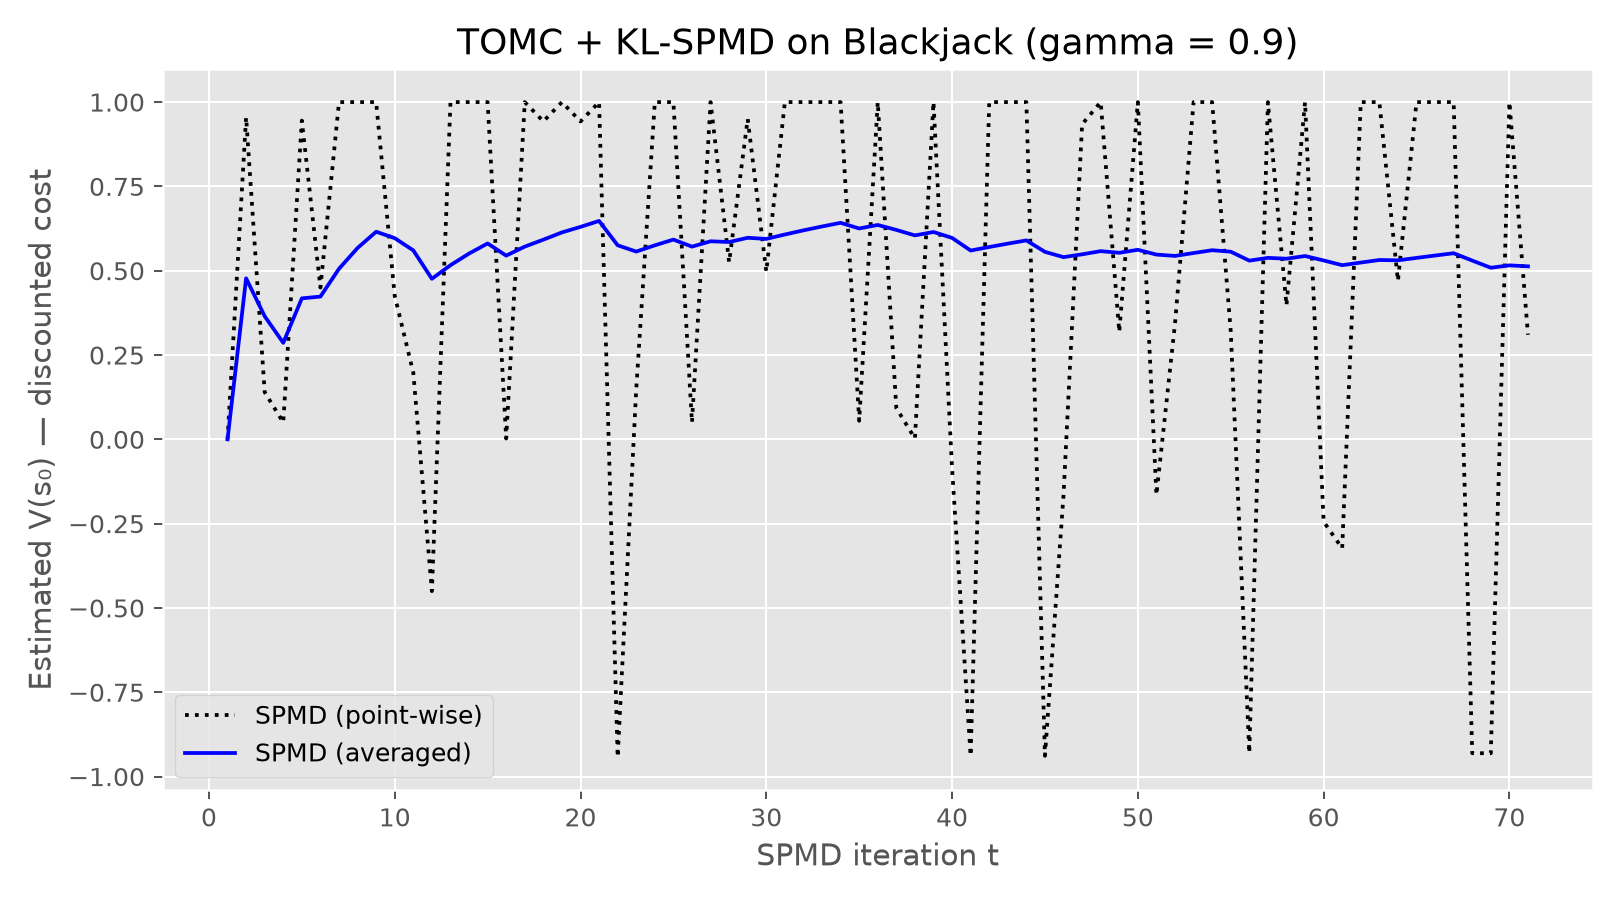 TOMC + KL-SPMD on Blackjack (gamma = 0.9)
Estimated V(s₀) — discounted cost
1.00
0.75
0.50
0.25
0.00
−0.25
−0.50
−0.75
−1.00
SPMD (point-wise)
SPMD (averaged)
0 10 20 30 40 50 60 70
SPMD iteration t